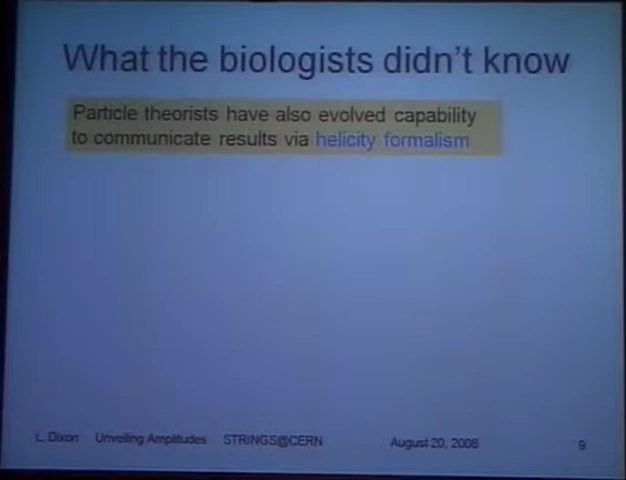 What the biologists didn't know
Particle theorists have also evolved capability
to communicate results via helicity formalism
L. Dixon Unveiling Amplitudes STRINGS@CERN August 20, 2008 9